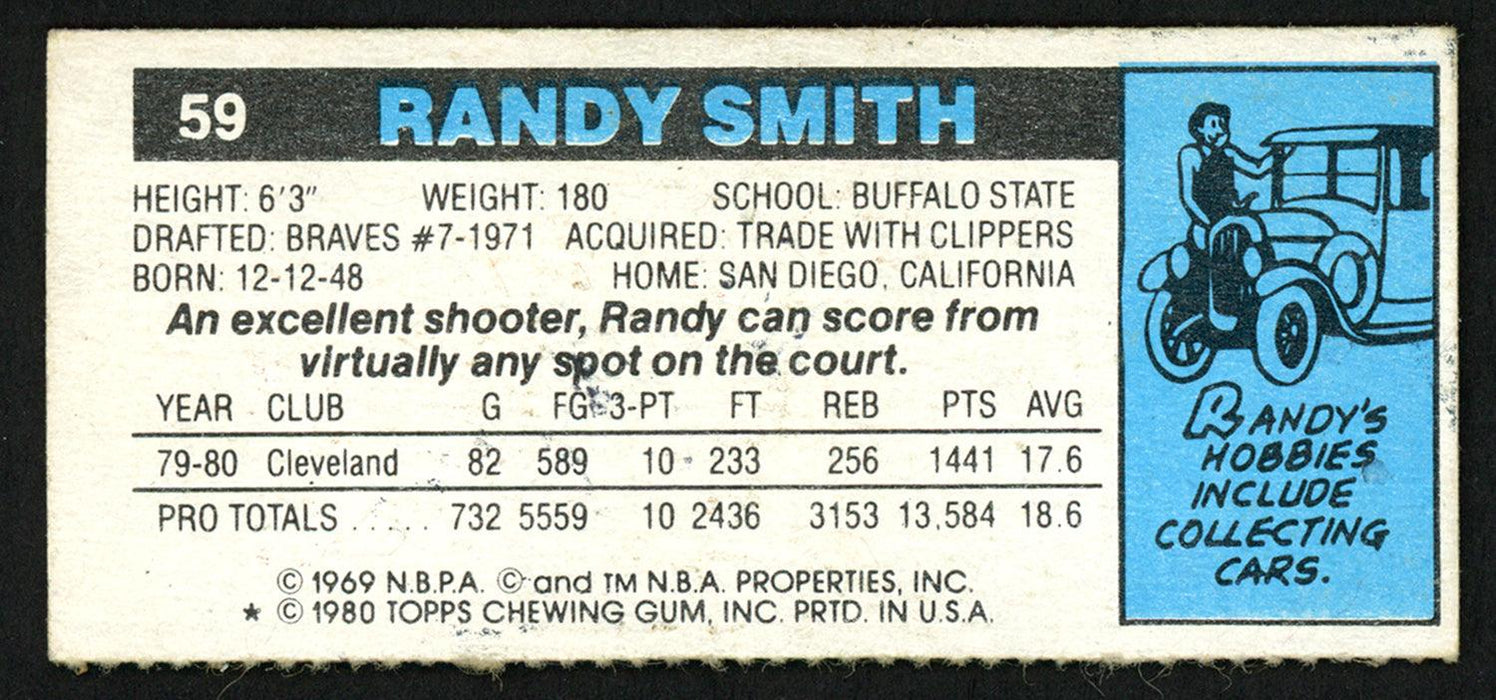 59 RANDY SMITH
HEIGHT: 6'3" WEIGHT: 180 SCHOOL: BUFFALO STATE
DRAFTED: BRAVES #7-1971 ACQUIRED: TRADE WITH CLIPPERS
BORN: 12-12-48 HOME: SAN DIEGO, CALIFORNIA
An excellent shooter, Randy can score from
virtually any spot on the court.
YEAR CLUB G FG 3-PT FT REB PTS AVG
79-80 Cleveland 82 589 10 233 256 1441 17.6
PRO TOTALS ..... 732 5559 10 2436 3153 13,584 18.6
© 1969 N.B.P.A. © and TM N.B.A. PROPERTIES, INC.
* © 1980 TOPPS CHEWING GUM, INC. PRTD. IN U.S.A.
RANDY'S
HOBBIES
INCLUDE
COLLECTING
CARS.